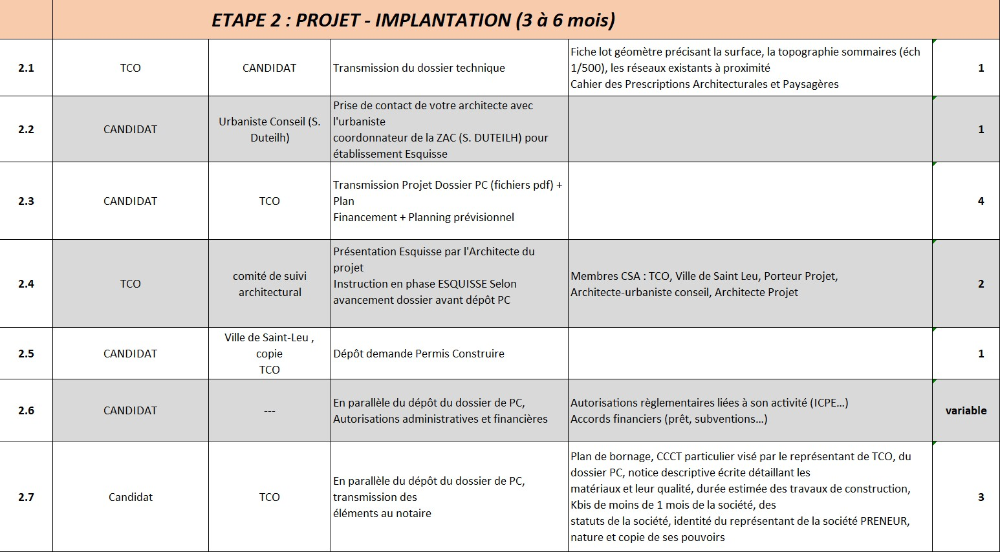 ETAPE 2 : PROJET - IMPLANTATION (3 à 6 mois)
2.1
TCO
CANDIDAT
Transmission du dossier technique
Fiche lot géomètre précisant la surface, la topographie sommaires (éch
1/500), les réseaux existants à proximité
Cahier des Prescriptions Architecturales et Paysagères
1
2.2
CANDIDAT
Urbaniste Conseil (S.
Duteilh)
Prise de contact de votre architecte avec
l'urbaniste
coordonnateur de la ZAC (S. DUTEILH) pour
établissement Esquisse
1
2.3
CANDIDAT
TCO
Transmission Projet Dossier PC (fichiers pdf) +
Plan
Financement + Planning prévisionnel
4
2.4
TCO
comité de suivi
architectural
Présentation Esquisse par l'Architecte du
projet
Instruction en phase ESQUISSE Selon
avancement dossier avant dépôt PC
Membres CSA : TCO, Ville de Saint Leu, Porteur Projet,
Architecte-urbaniste conseil, Architecte Projet
2
2.5
CANDIDAT
Ville de Saint-Leu ,
copie
TCO
Dépôt demande Permis Construire
1
2.6
CANDIDAT
---
En parallèle du dépôt du dossier de PC,
Autorisations administratives et financières
Autorisations règlementaires liées à son activité (ICPE…)
Accords financiers (prêt, subventions…)
variable
2.7
Candidat
TCO
En parallèle du dépôt du dossier de PC,
transmission des
éléments au notaire
Plan de bornage, CCCT particulier visé par le représentant de TCO, du
dossier PC, notice descriptive écrite détaillant les
matériaux et leur qualité, durée estimée des travaux de construction,
Kbis de moins de 1 mois de la société, des
statuts de la société, identité du représentant de la société PRENEUR,
nature et copie de ses pouvoirs
3